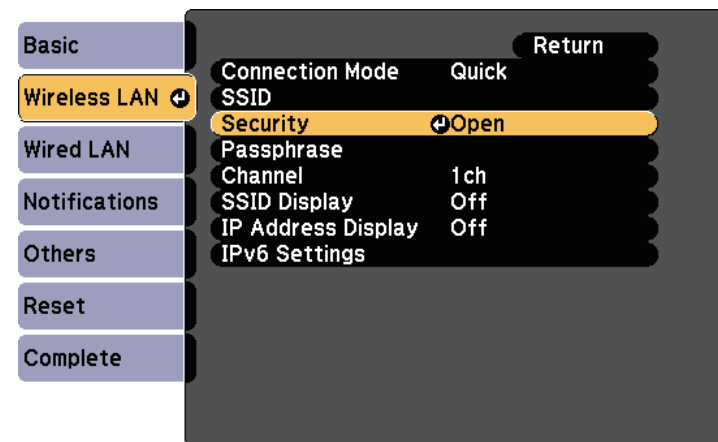 Basic
Wireless LAN
Wired LAN
Notifications
Others
Reset
Complete
Return
Connection Mode Quick
SSID
Security Open
Passphrase
Channel 1ch
SSID Display Off
IP Address Display Off
IPv6 Settings